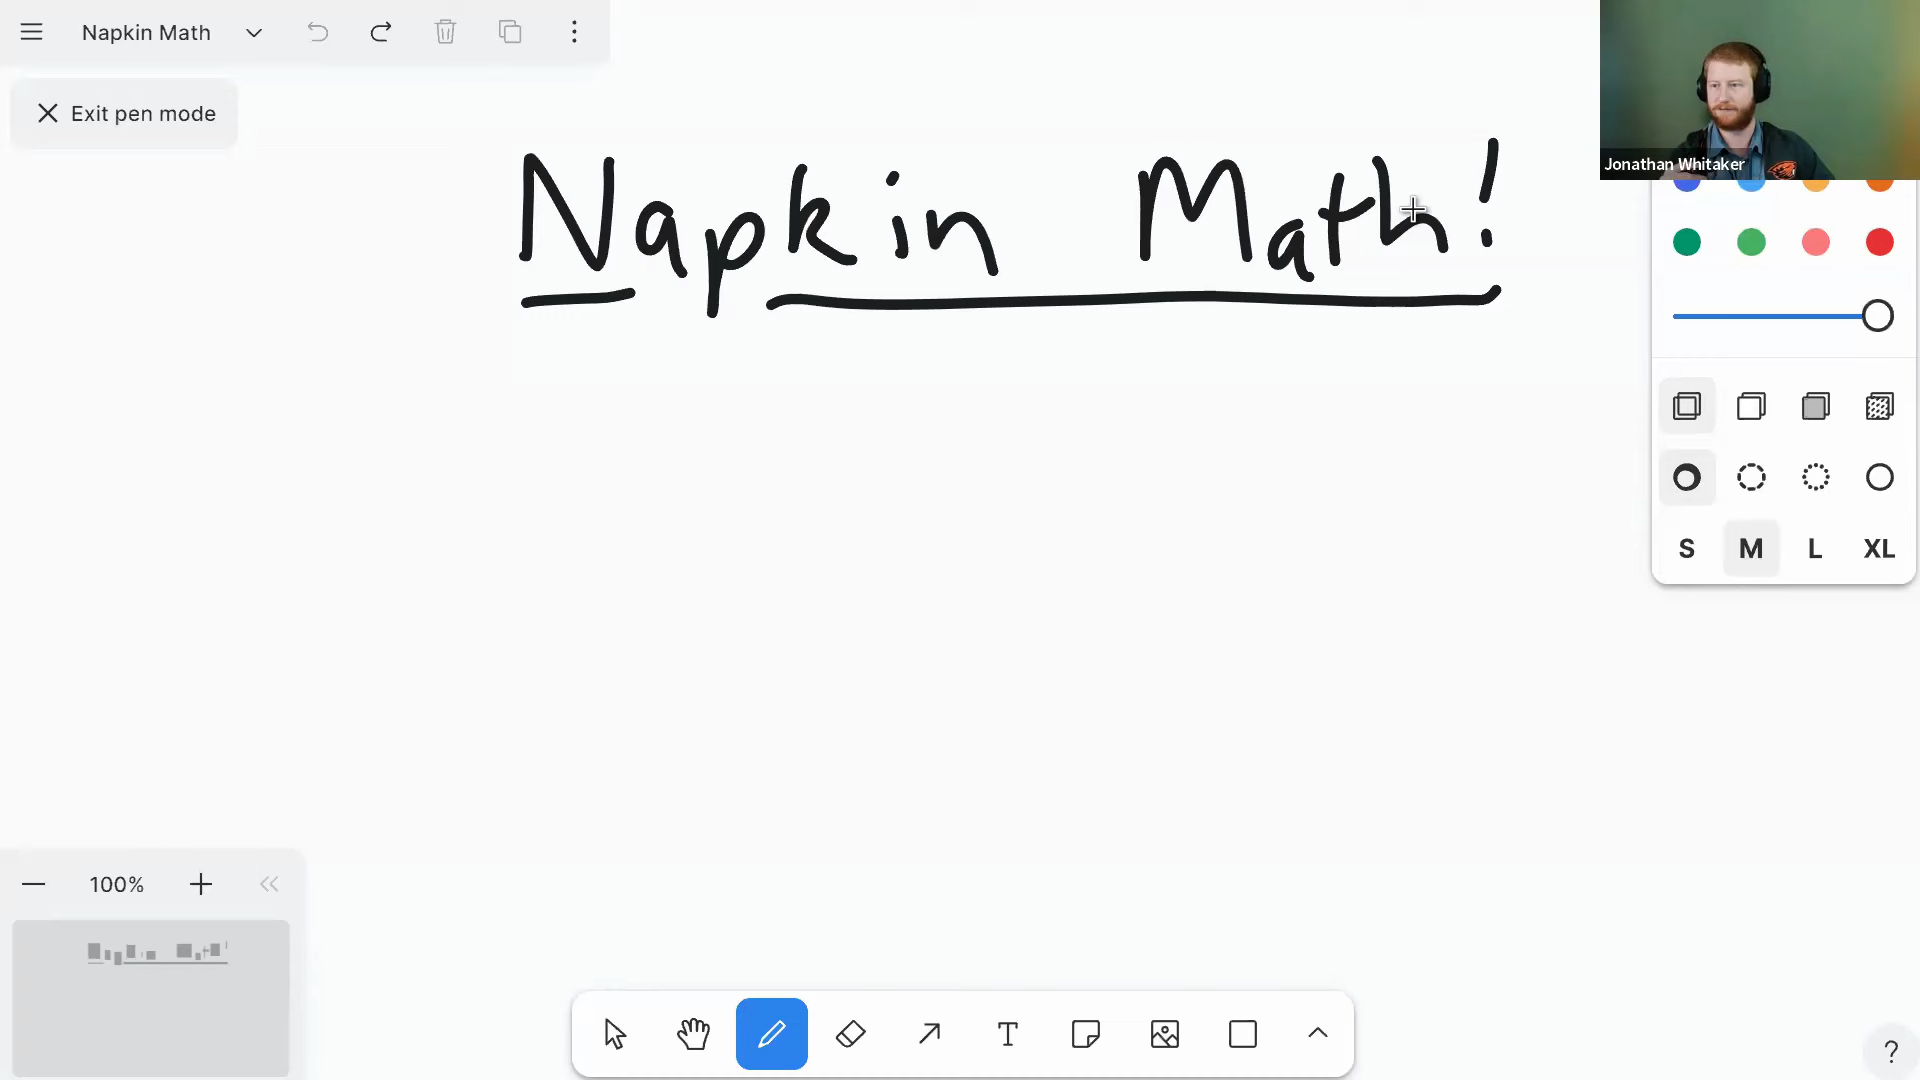 Napkin Math
Exit pen mode
Napkin Math!
Jonathan Whitaker
S M L XL
100%
T
?